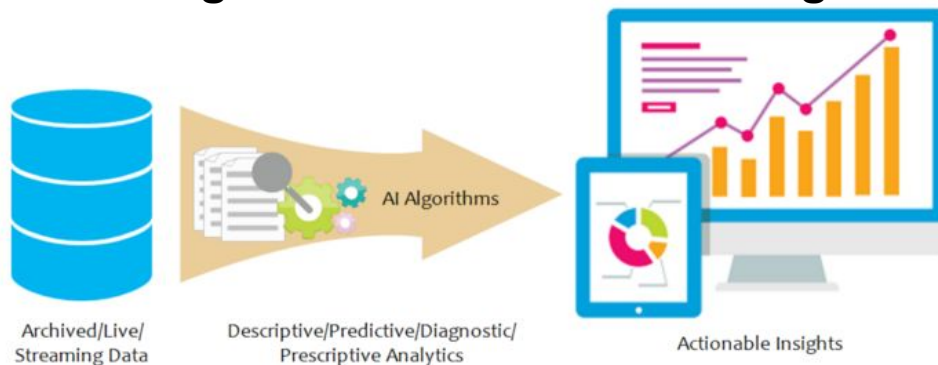 AI Algorithms
Archived/Live/
Streaming Data
Descriptive/Predictive/Diagnostic/
Prescriptive Analytics
Actionable Insights